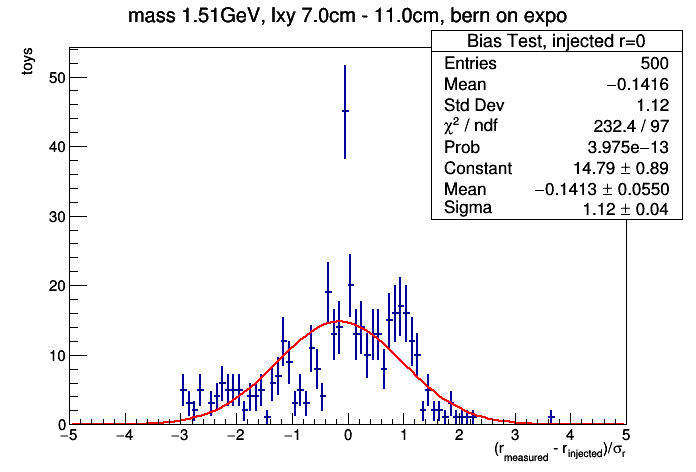 mass 1.51GeV, lxy 7.0cm - 11.0cm, bern on expo
Bias Test, injected r=0
Entries 500
Mean −0.1416
Std Dev 1.12
χ² / ndf 232.4 / 97
Prob 3.975e−13
Constant 14.79 ± 0.89
Mean −0.1413 ± 0.0550
Sigma 1.12 ± 0.04
toys
50
40
30
20
10
0
−5 −4 −3 −2 −1 0 1 2 3 4 5
(r_measured - r_injected)/σ_r